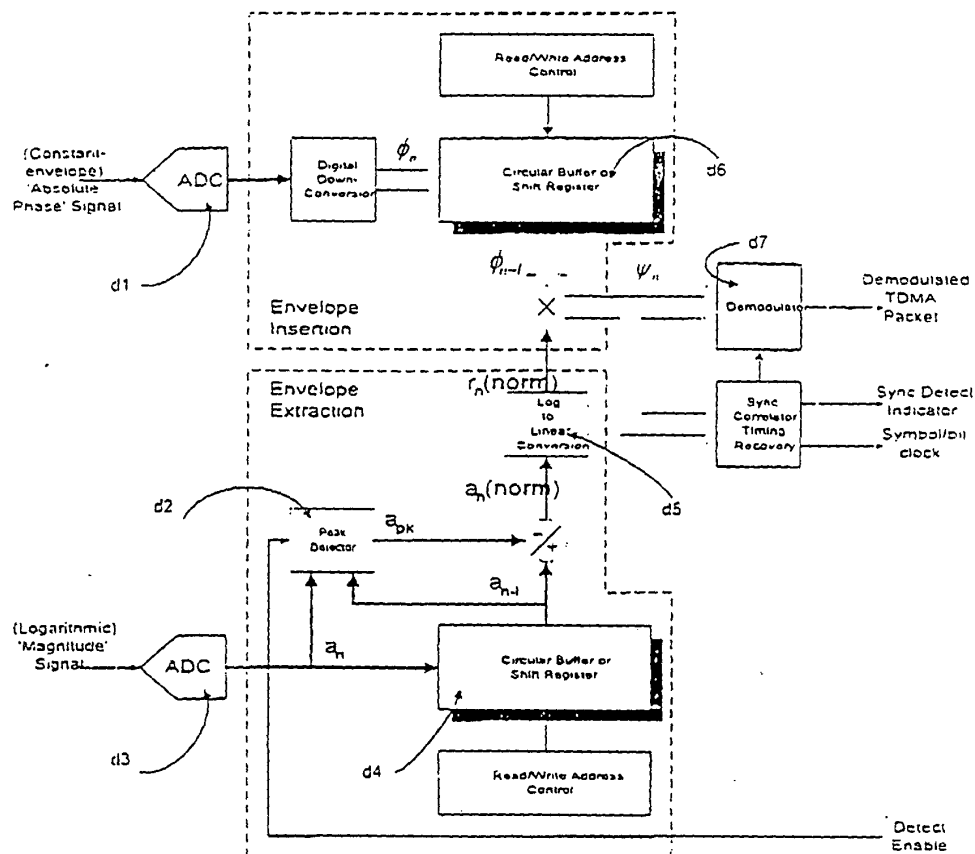 Read/Write Address
Control
(Constant-
envelope)
'Absolute
Phase' Signal
ADC
d1
Digital
Down-
Conversion
ϕn
Circular Buffer or
Shift Register
d6
Envelope
Insertion
ϕn-l
×
ψn
d7
Demodulator
Demodulated
TDMA
Packet
Envelope
Extraction
rn(norm)
Log
to
Linear
Conversion
d5
Sync
Correlator
Timing
Recovery
Sync Detect
Indicator
Symbol/bit
clock
an(norm)
d2
Peak
Detector
apk
- +
an-l
(Logarithmic)
'Magnitude'
Signal
ADC
an
d3
Circular Buffer or
Shift Register
d4
Read/Write Address
Control
Detect
Enable